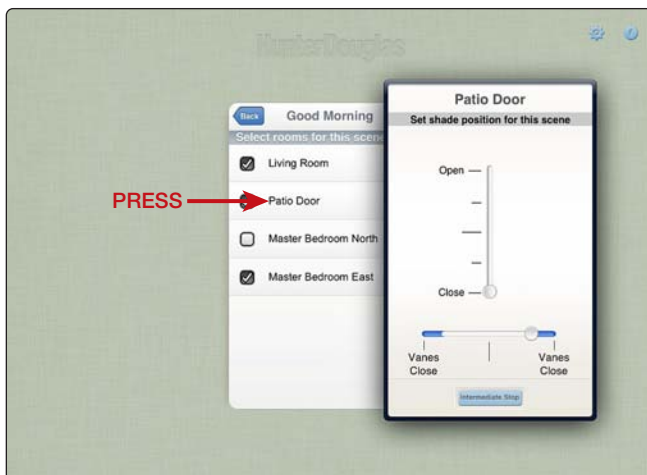 HunterDouglas
Patio Door
Set shade position for this scene
Back
Good Morning
Select rooms for this scene
Living Room
PRESS
Patio Door
Master Bedroom North
Master Bedroom East
Open
Close
Vanes
Close
Vanes
Close
Intermediate Stop